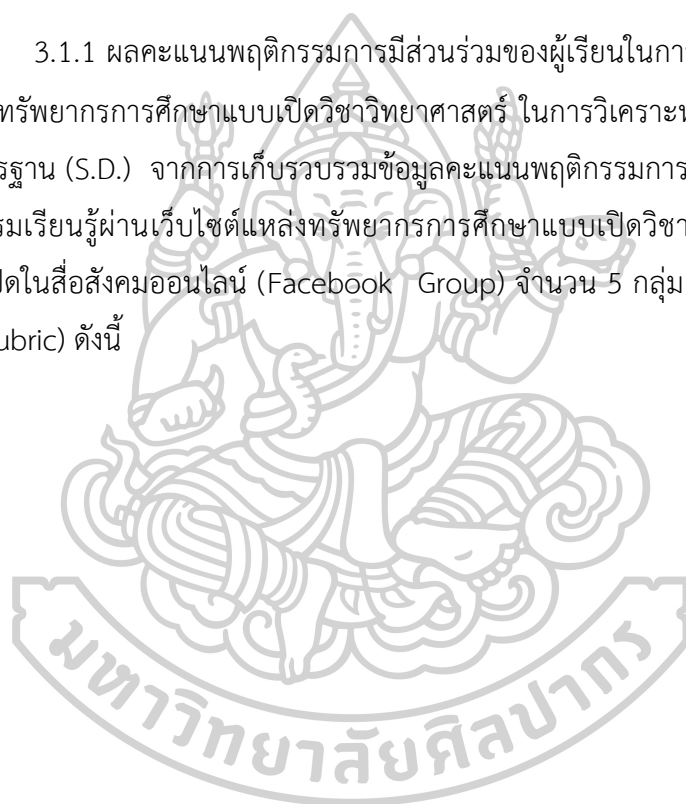 3.1.1 ผลคะแนนพฤติกรรมการมีส่วนร่วมของผู้เรียนในกา
ทรัพยากรการศึกษาแบบเปิดวิชาวิทยาศาสตร์ ในการวิเคราะห
รฐาน (S.D.) จากการเก็บรวบรวมข้อมูลคะแนนพฤติกรรมการ
รมเรียนรู้ผ่านเว็บไซต์แหล่งทรัพยากรการศึกษาแบบเปิดวิชา
ปิดในสื่อสังคมออนไลน์ (Facebook Group) จำนวน 5 กลุ่ม
ubric) ดังนี้
มหาวิทยาลัยศิลปากร